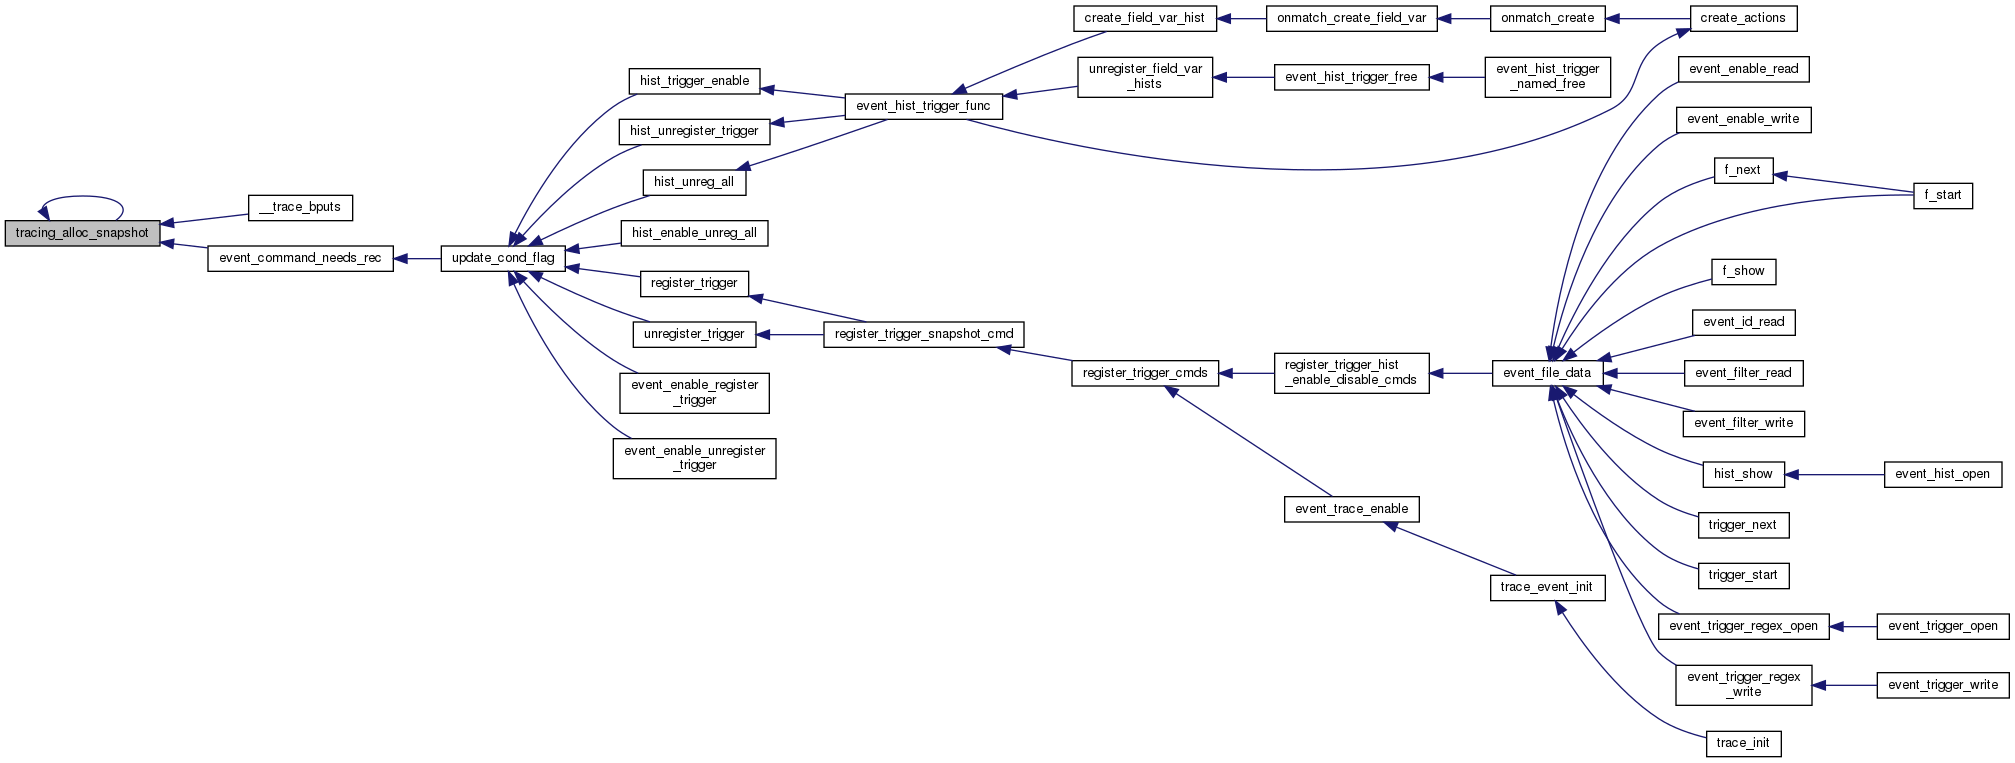 create_field_var_hist
onmatch_create_field_var
onmatch_create
create_actions
hist_trigger_enable
unregister_field_var
_hists
event_hist_trigger_free
event_hist_trigger
_named_free
event_enable_read
event_hist_trigger_func
hist_unregister_trigger
event_enable_write
hist_unreg_all
f_next
f_start
__trace_bputs
tracing_alloc_snapshot
hist_enable_unreg_all
event_command_needs_rec
update_cond_flag
f_show
register_trigger
event_id_read
unregister_trigger
register_trigger_snapshot_cmd
register_trigger_cmds
register_trigger_hist
_enable_disable_cmds
event_file_data
event_filter_read
event_enable_register
_trigger
event_filter_write
event_enable_unregister
_trigger
hist_show
event_hist_open
event_trace_enable
trigger_next
trace_event_init
trigger_start
event_trigger_regex_open
event_trigger_open
event_trigger_regex
_write
event_trigger_write
trace_init